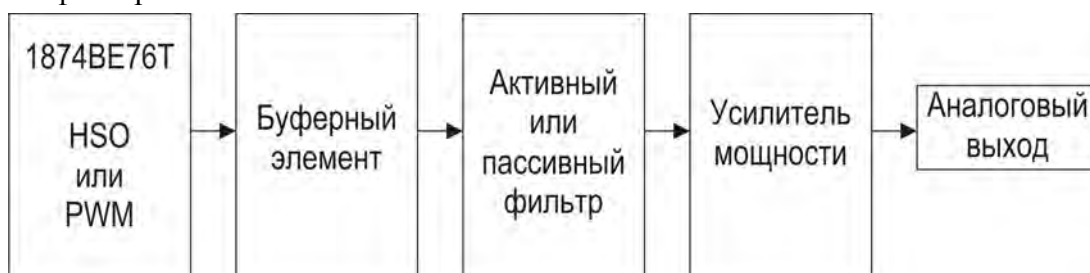 1874ВЕ76Т
HSO
или
PWM
Буферный
элемент
Активный
или
пассивный
фильтр
Усилитель
мощности
Аналоговый
выход